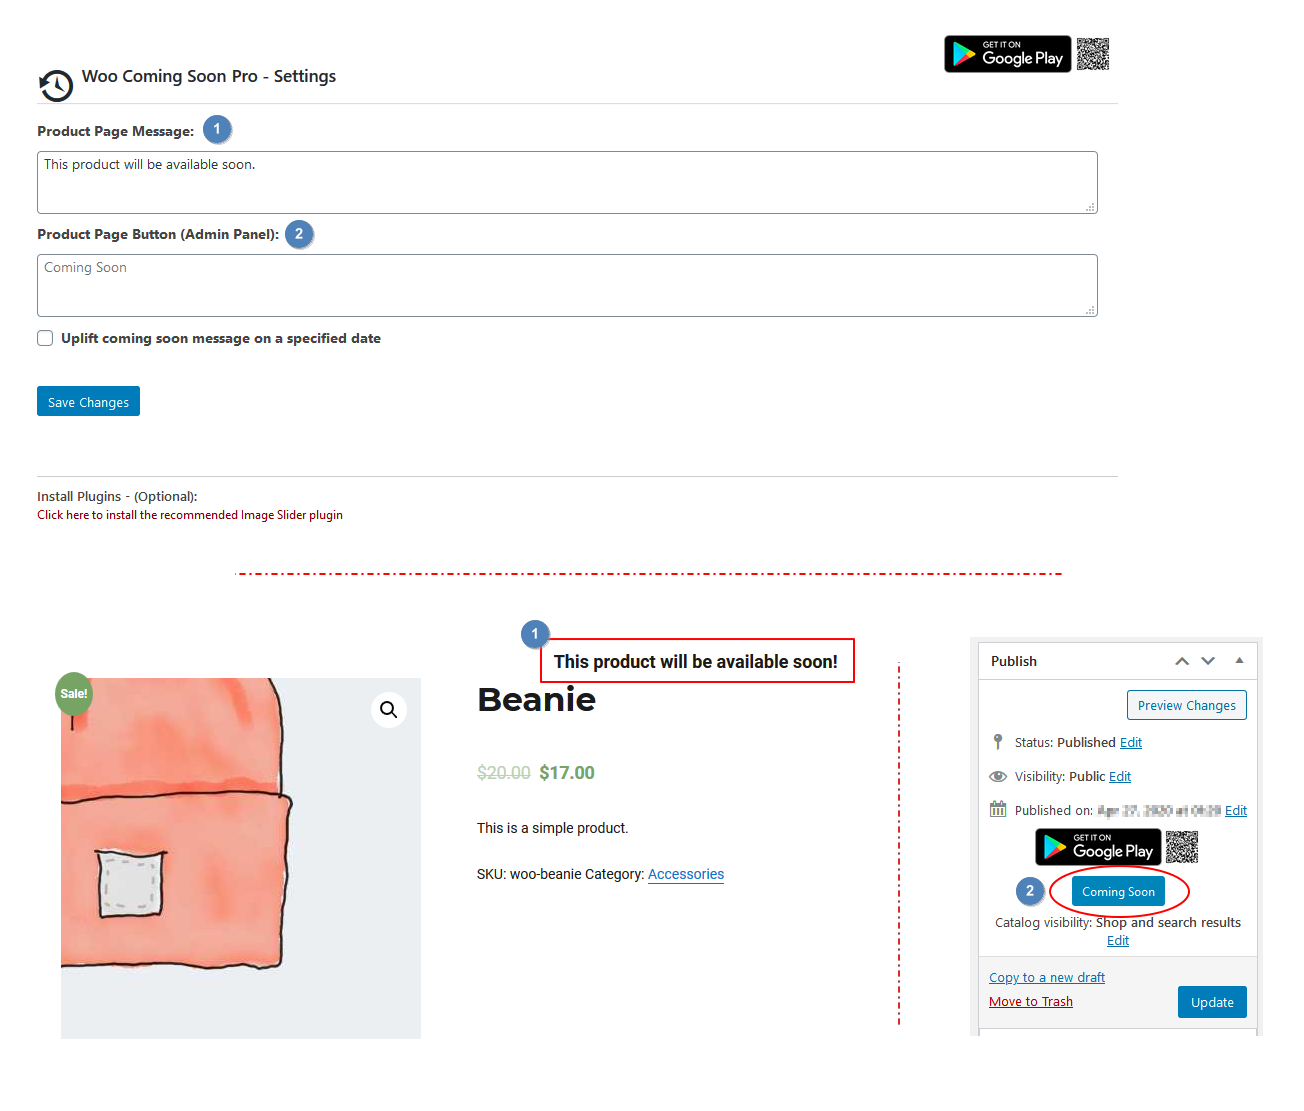 GET IT ON
Google Play
Woo Coming Soon Pro - Settings
Product Page Message: 1
This product will be available soon.
Product Page Button (Admin Panel): 2
Coming Soon
Uplift coming soon message on a specified date
Save Changes
Install Plugins - (Optional):
Click here to install the recommended Image Slider plugin
1
This product will be available soon!
Sale!
Beanie
$20.00 $17.00
This is a simple product.
SKU: woo-beanie Category: Accessories
Publish
Preview Changes
Status: Published Edit
Visibility: Public Edit
Published on: Edit
GET IT ON
Google Play
2 Coming Soon
Catalog visibility: Shop and search results
Edit
Copy to a new draft
Move to Trash
Update